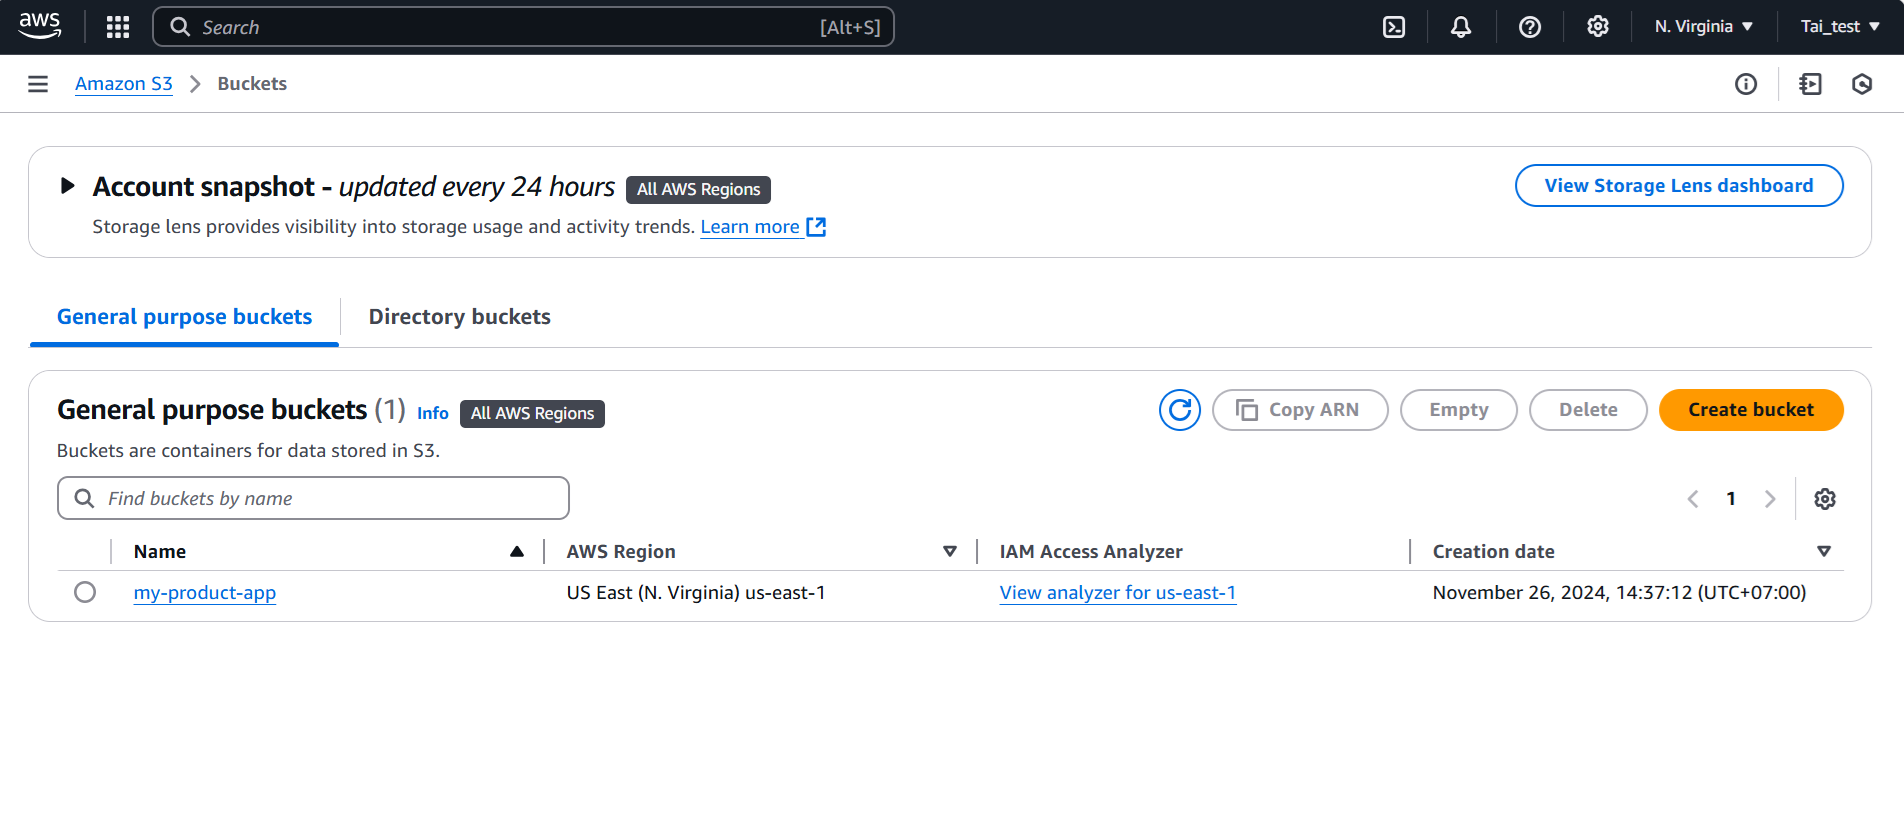 aws
Search [Alt+S]
N. Virginia
Tai_test
Amazon S3 Buckets
Account snapshot - updated every 24 hours All AWS Regions
View Storage Lens dashboard
Storage lens provides visibility into storage usage and activity trends. Learn more
General purpose buckets
Directory buckets
General purpose buckets (1) Info All AWS Regions
Copy ARN
Empty
Delete
Create bucket
Buckets are containers for data stored in S3.
Find buckets by name
1
Name AWS Region IAM Access Analyzer Creation date
my-product-app US East (N. Virginia) us-east-1 View analyzer for us-east-1 November 26, 2024, 14:37:12 (UTC+07:00)